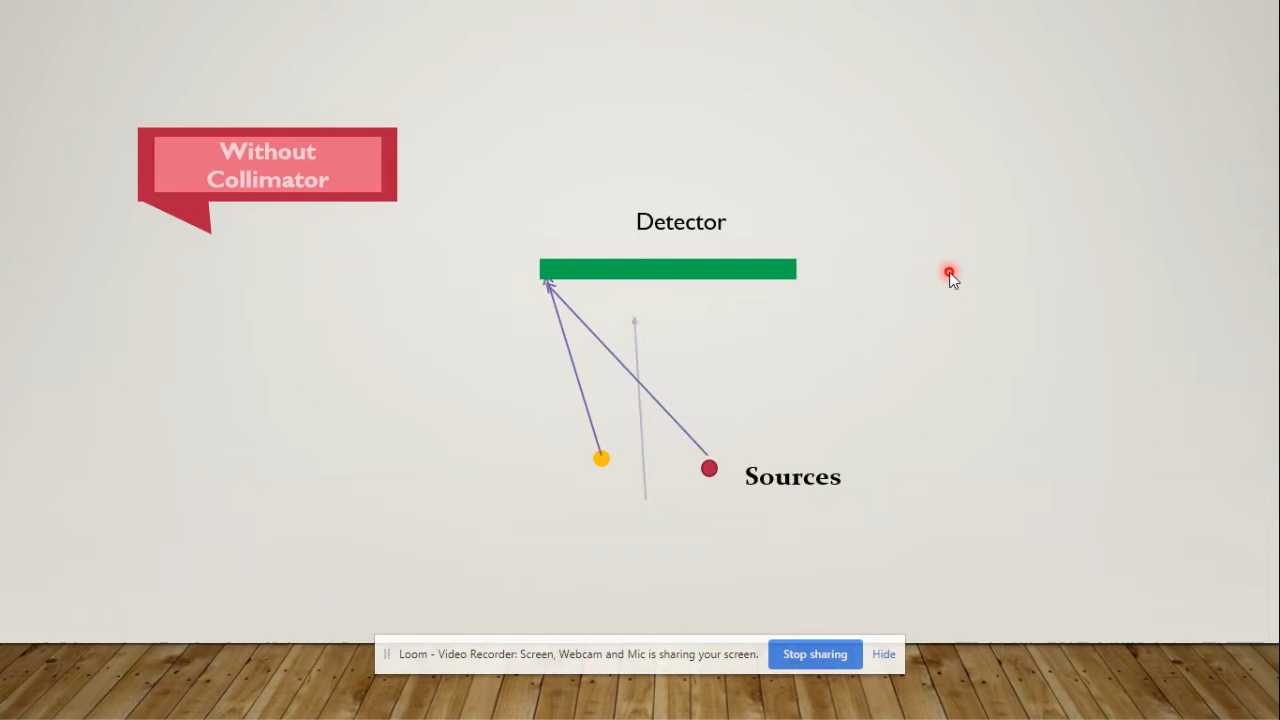 Without
Collimator
Detector
Sources
Loom - Video Recorder: Screen, Webcam and Mic is sharing your screen.
Stop sharing
Hide